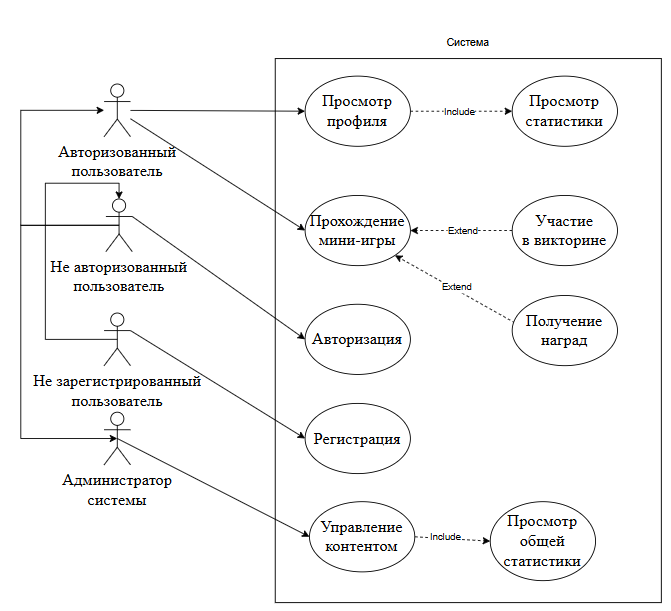 Система
Авторизованный
пользователь
Просмотр
профиля
Include
Просмотр
статистики
Не авторизованный
пользователь
Прохождение
мини-игры
Extend
Участие
в викторине
Extend
Получение
наград
Авторизация
Не зарегистрированный
пользователь
Регистрация
Администратор
системы
Управление
контентом
Include
Просмотр
общей
статистики